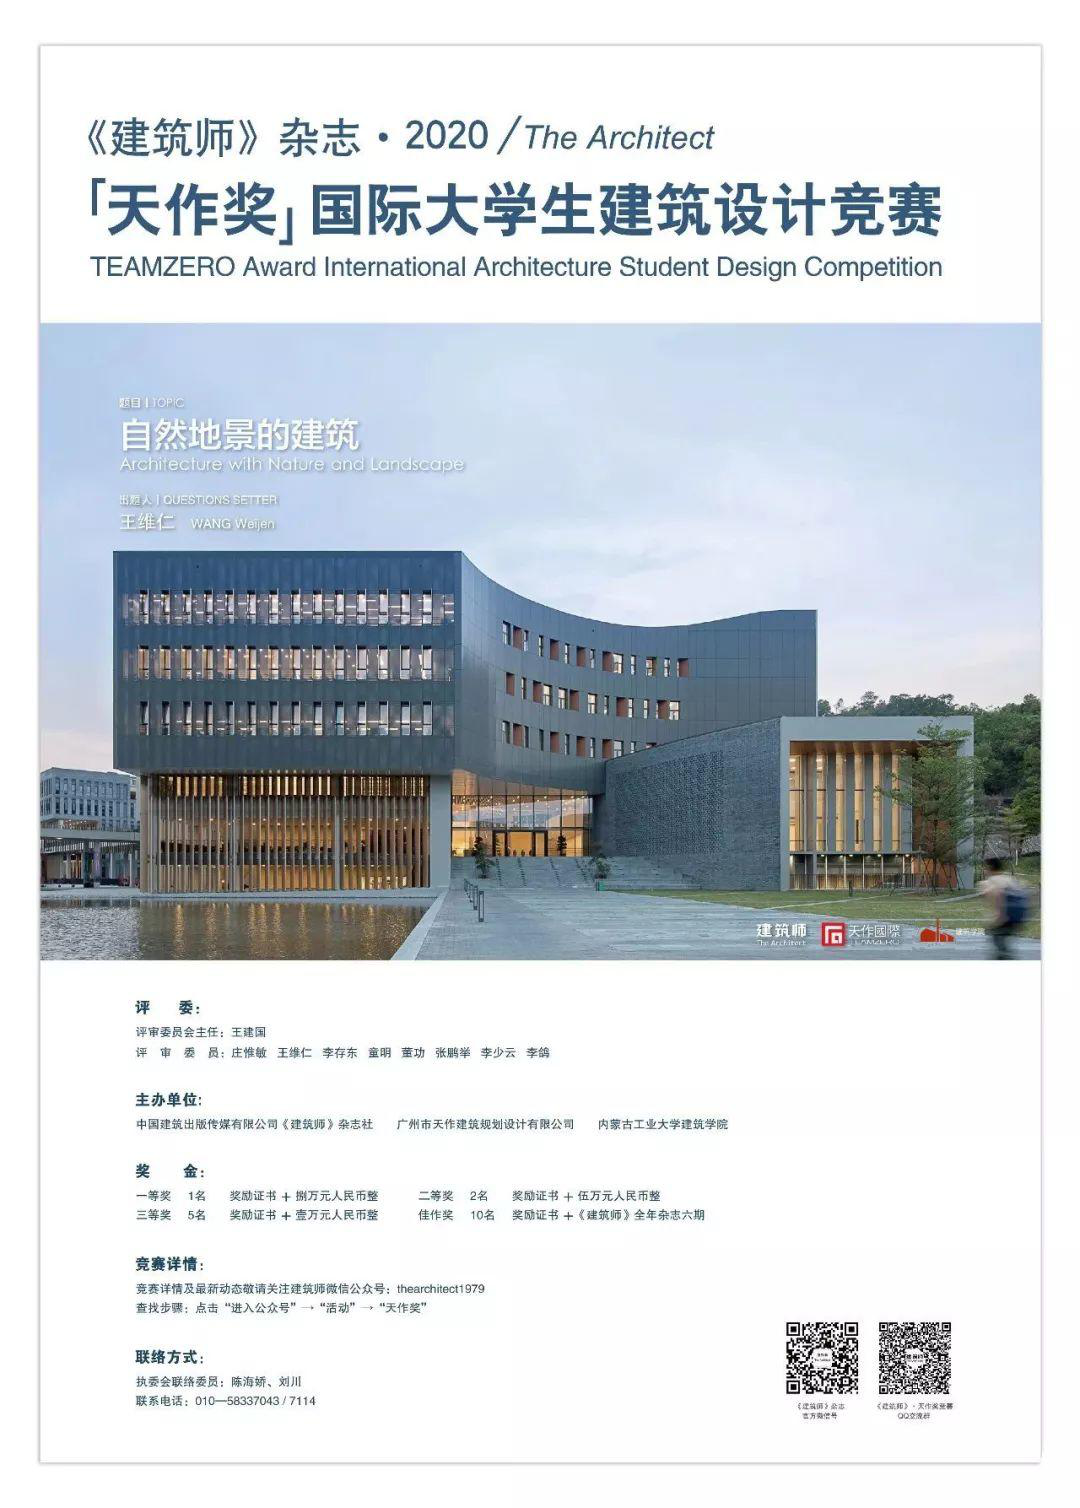 《建筑师》杂志·2020 / The Architect
「天作奖」国际大学生建筑设计竞赛
TEAMZERO Award International Architecture Student Design Competition
题目 | TOPIC
自然地景的建筑
Architecture with Nature and Landscape
出题人 | QUESTIONS SETTER
王维仁 WANG Weijen
建筑师 天作國際 建筑学院
The Architect TEAMZERO
评 委：
评审委员会主任：王建国
评 审 委 员：庄惟敏 王维仁 李存东 童明 董功 张鹏举 李少云 李鸽
主办单位：
中国建筑出版传媒有限公司《建筑师》杂志社 广州市天作建筑规划设计有限公司 内蒙古工业大学建筑学院
奖 金：
一等奖 1名 奖励证书 + 捌万元人民币整 二等奖 2名 奖励证书 + 伍万元人民币整
三等奖 5名 奖励证书 + 壹万元人民币整 佳作奖 10名 奖励证书 +《建筑师》全年杂志六期
竞赛详情：
竞赛详情及最新动态敬请关注建筑师微信公众号：thearchitect1979
查找步骤：点击“进入公众号”→“活动”→“天作奖”
联络方式：
执委会联络委员：陈海娇、刘川
联系电话：010—58337043 / 7114
《建筑师》杂志
官方微信号
《建筑师》·天作奖竞赛
QQ交流群